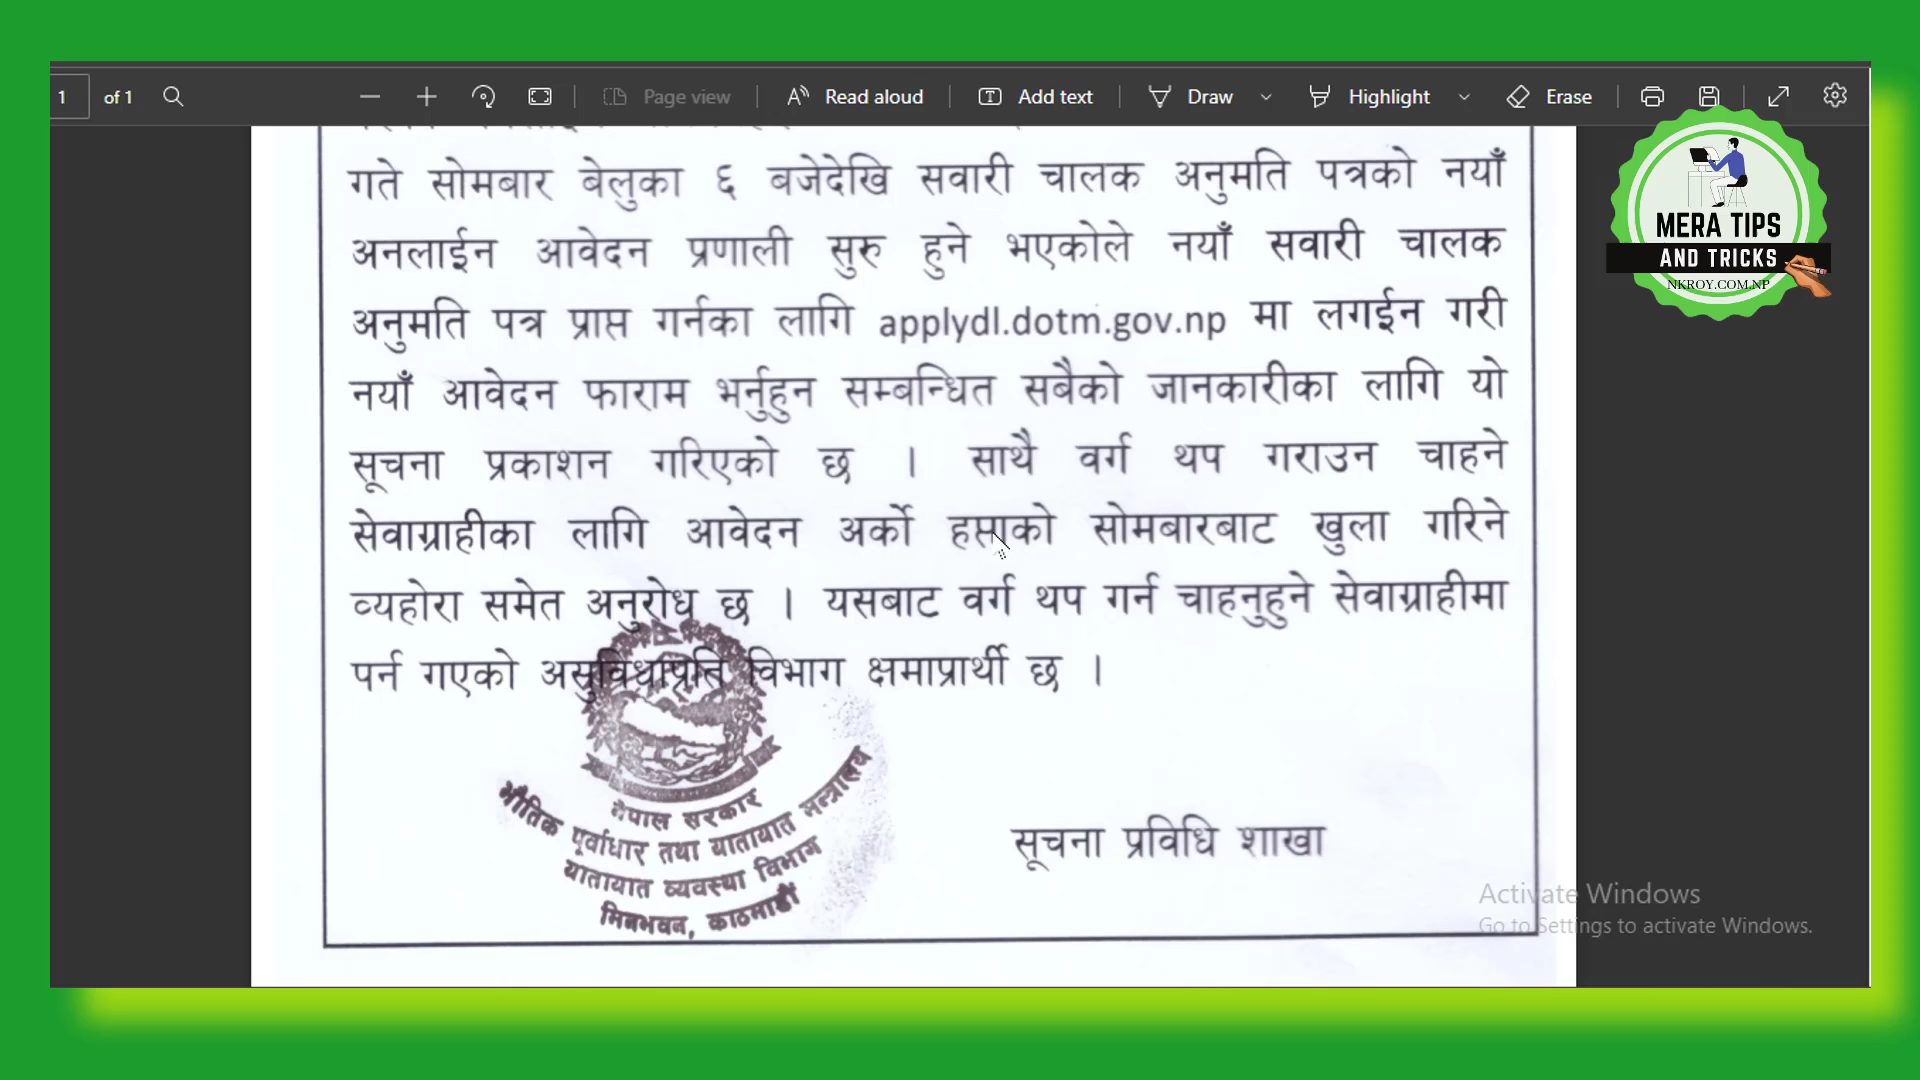 1 of 1 Page view Read aloud Add text Draw Highlight Erase
गते सोमबार बेलुका ६ बजेदेखि सवारी चालक अनुमति पत्रको नयाँ
अनलाईन आवेदन प्रणाली सुरु हुने भएकोले नयाँ सवारी चालक
अनुमति पत्र प्राप्त गर्नका लागि applydl.dotm.gov.np मा लगईन गरी
नयाँ आवेदन फाराम भर्नुहुन सम्बन्धित सबैको जानकारीका लागि यो
सूचना प्रकाशन गरिएको छ । साथै वर्ग थप गराउन चाहने
सेवाग्राहीका लागि आवेदन अर्को हप्ताको सोमबारबाट खुला गरिने
व्यहोरा समेत अनुरोध छ । यसबाट वर्ग थप गर्न चाहनुहुने सेवाग्राहीमा
पर्न गएको असुविधाप्रति विभाग क्षमाप्रार्थी छ ।
नेपाल सरकार
भौतिक पूर्वाधार तथा यातायात मन्त्रालय
यातायात व्यवस्था विभाग
मिनभवन, काठमाडौं
सूचना प्रविधि शाखा
MERA TIPS
AND TRICKS
NKROY.COM.NP
Activate Windows
Go to Settings to activate Windows.